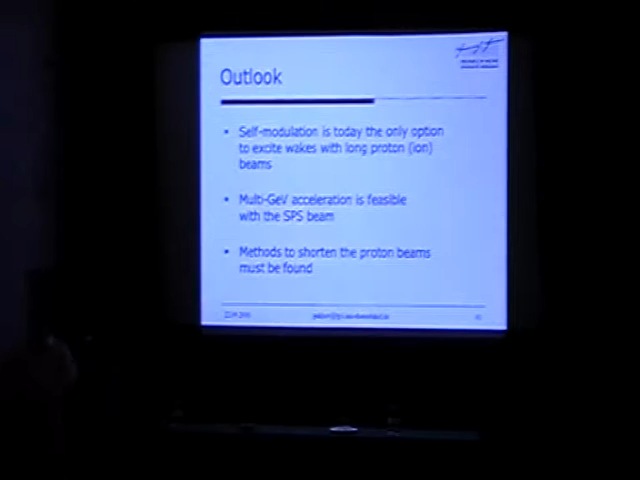 Outlook
• Self-modulation is today the only option
to excite wakes with long proton (ion)
beams
• Multi-GeV acceleration is feasible
with the SPS beam
• Methods to shorten the proton beams
must be found